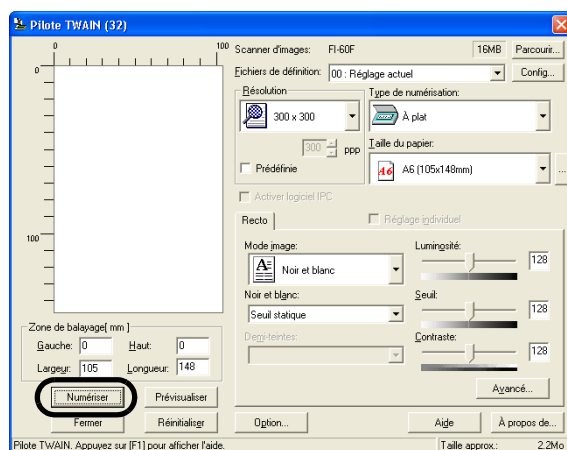 Pilote TWAIN (32)
0 100
0
100
Scanner d'images: FI-60F 16MB Parcourir...
Fichiers de définition: 00 : Réglage actuel Config...
Résolution
300 x 300
300 ppp
Prédéfinie
Type de numérisation:
À plat
Taille du papier:
A6 A6 (105x148mm) ...
Activer logiciel IPC
Recto
Réglage individuel
Mode image:
A Noir et blanc
Noir et blanc:
Seuil statique
Demi-teintes:
Luminosité:
128
Seuil:
128
Contraste:
128
Avancé...
Zone de balayage[ mm ]
Gauche: 0 Haut: 0
Largeur: 105 Longueur: 148
Numériser Prévisualiser
Fermer Réinitialiser Option... Aide À propos de...
Pilote TWAIN. Appuyez sur [F1] pour afficher l'aide. Taille approx.: 2.2Mo